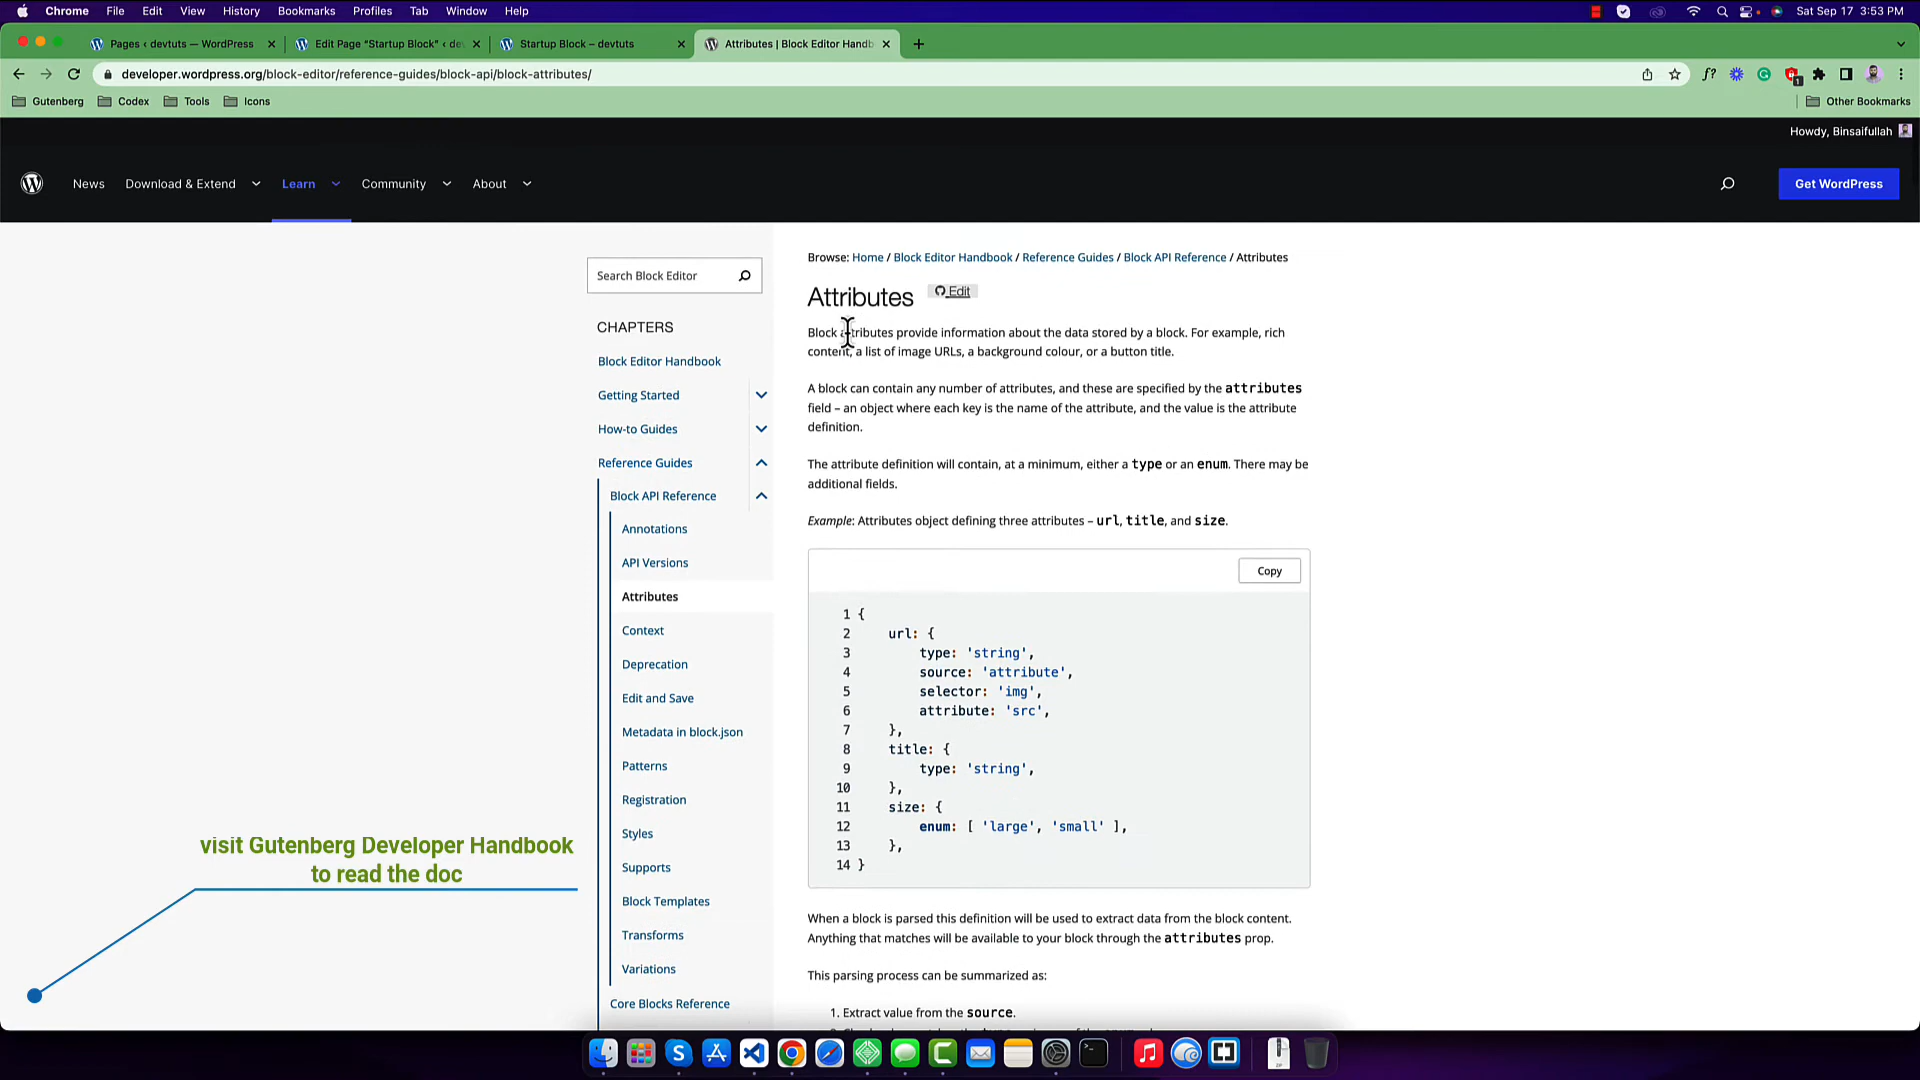 Chrome File Edit View History Bookmarks Profiles Tab Window Help Sat Sep 17 3:53 PM
Pages ‹ devtuts — WordPress
Edit Page “Startup Block” ‹ de
Startup Block – devtuts
Attributes | Block Editor Handb
developer.wordpress.org/block-editor/reference-guides/block-api/block-attributes/
Gutenberg Codex Tools Icons Other Bookmarks
Howdy, Binsaifullah
News Download & Extend Learn Community About Get WordPress
Search Block Editor
CHAPTERS
Block Editor Handbook
Getting Started
How-to Guides
Reference Guides
Block API Reference
Annotations
API Versions
Attributes
Context
Deprecation
Edit and Save
Metadata in block.json
Patterns
Registration
Styles
Supports
Block Templates
Transforms
Variations
Core Blocks Reference
Browse: Home / Block Editor Handbook / Reference Guides / Block API Reference / Attributes
Attributes Edit
Block attributes provide information about the data stored by a block. For example, rich
content, a list of image URLs, a background colour, or a button title.
A block can contain any number of attributes, and these are specified by the attributes
field – an object where each key is the name of the attribute, and the value is the attribute
definition.
The attribute definition will contain, at a minimum, either a type or an enum. There may be
additional fields.
Example: Attributes object defining three attributes – url, title, and size.
Copy
1 {
2 url: {
3 type: 'string',
4 source: 'attribute',
5 selector: 'img',
6 attribute: 'src',
7 },
8 title: {
9 type: 'string',
10 },
11 size: {
12 enum: [ 'large', 'small' ],
13 },
14 }
When a block is parsed this definition will be used to extract data from the block content.
Anything that matches will be available to your block through the attributes prop.
This parsing process can be summarized as:
1. Extract value from the source.
visit Gutenberg Developer Handbook
to read the doc